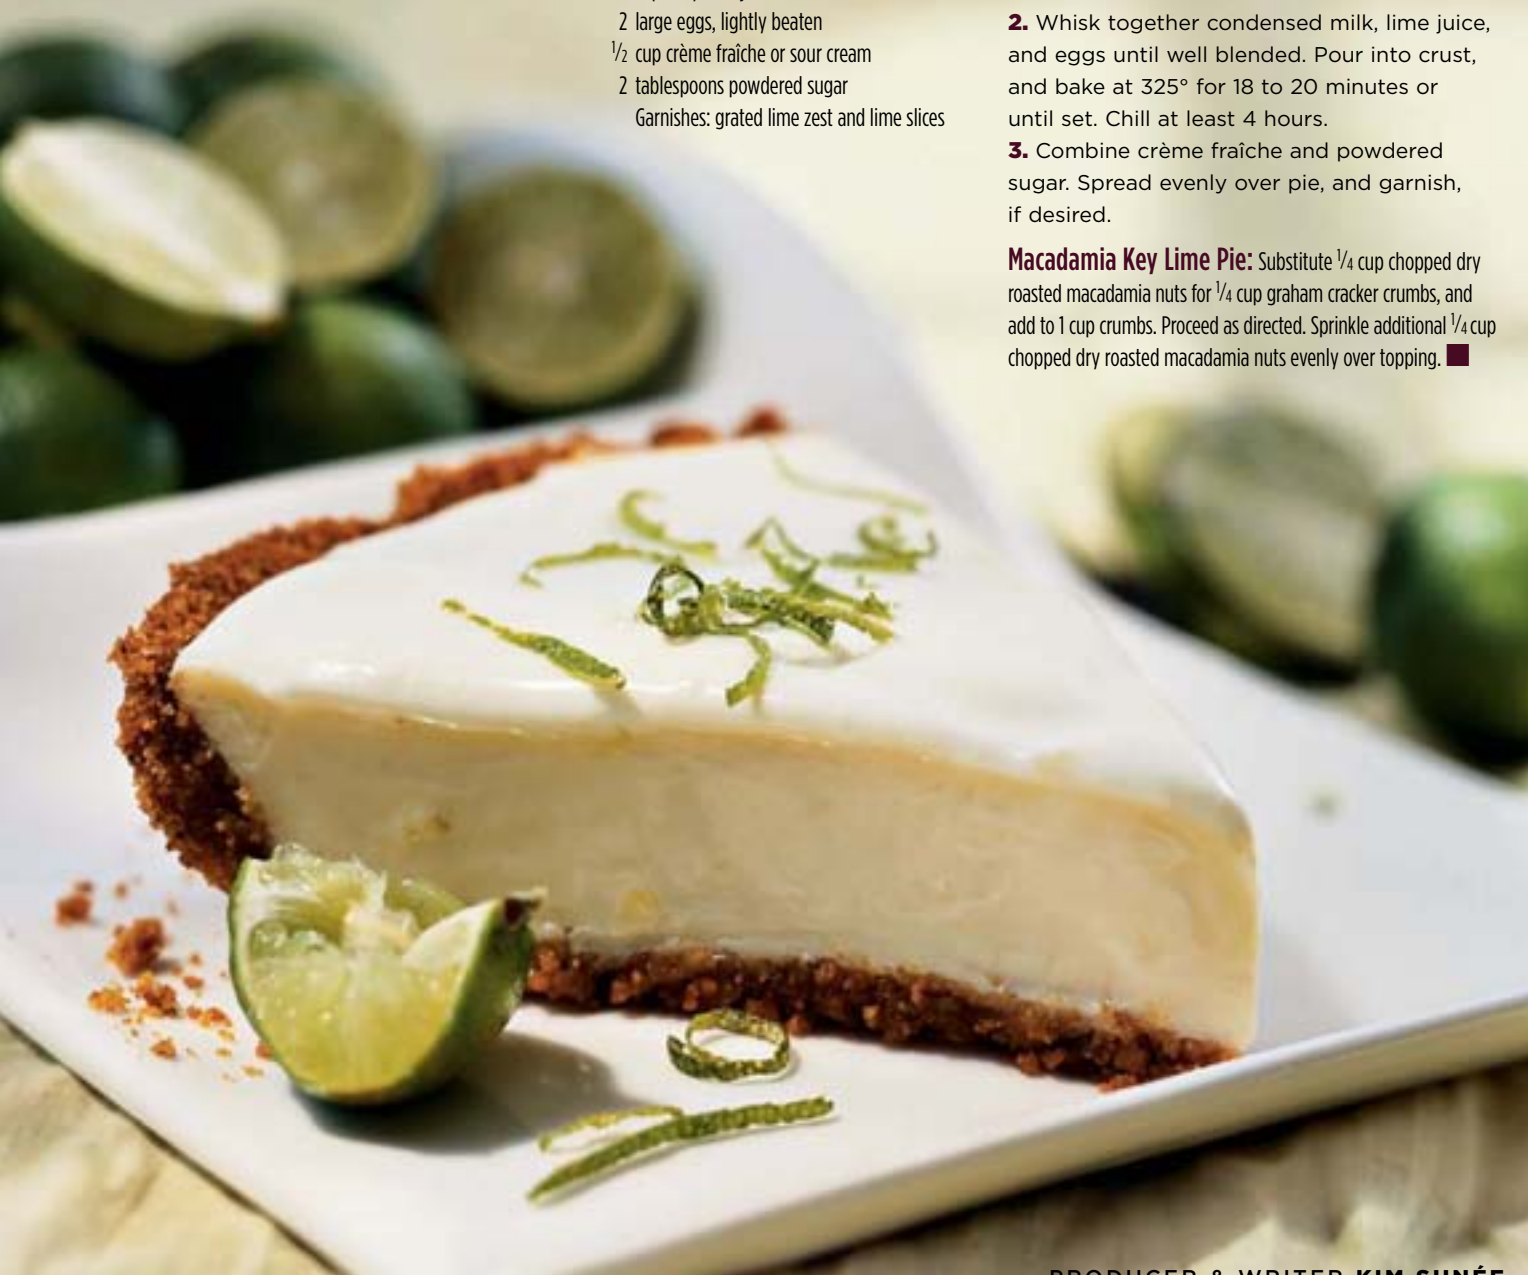 2 large eggs, lightly beaten
1/2 cup crème fraîche or sour cream
2 tablespoons powdered sugar
Garnishes: grated lime zest and lime slices
2. Whisk together condensed milk, lime juice,
and eggs until well blended. Pour into crust,
and bake at 325° for 18 to 20 minutes or
until set. Chill at least 4 hours.
3. Combine crème fraîche and powdered
sugar. Spread evenly over pie, and garnish,
if desired.
Macadamia Key Lime Pie: Substitute 1/4 cup chopped dry
roasted macadamia nuts for 1/4 cup graham cracker crumbs, and
add to 1 cup crumbs. Proceed as directed. Sprinkle additional 1/4 cup
chopped dry roasted macadamia nuts evenly over topping.
PRODUCER & WRITER KIM SUNÉE